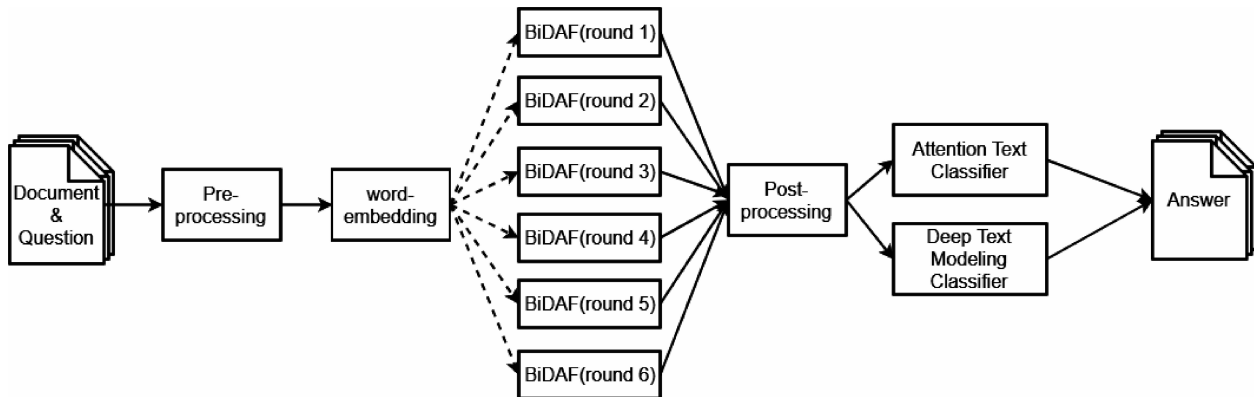 Document
&
Question
Pre-
processing
word-
embedding
BiDAF(round 1)
BiDAF(round 2)
BiDAF(round 3)
BiDAF(round 4)
BiDAF(round 5)
BiDAF(round 6)
Post-
processing
Attention Text
Classifier
Deep Text
Modeling
Classifier
Answer